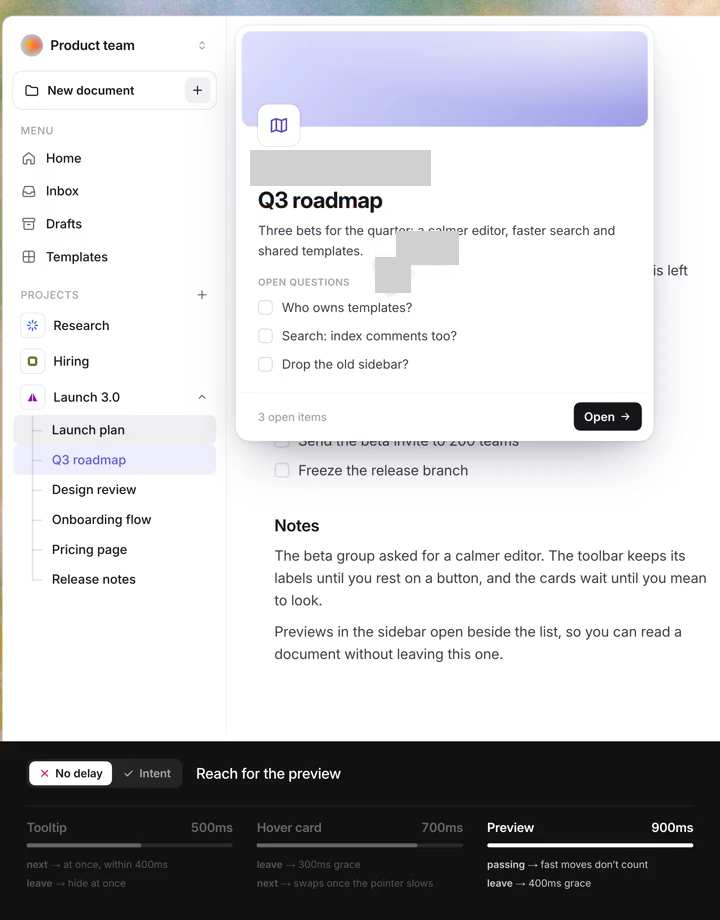 Product team
New document
MENU
Home
Inbox
Drafts
Templates
PROJECTS
Research
Hiring
Launch 3.0
Launch plan
Q3 roadmap
Design review
Onboarding flow
Pricing page
Release notes
Q3 roadmap
Three bets for the quarter: a calmer editor, faster search and
shared templates.
OPEN QUESTIONS
Who owns templates?
Search: index comments too?
Drop the old sidebar?
3 open items
Open →
is left
Send the beta invite to 200 teams
Freeze the release branch
Notes
The beta group asked for a calmer editor. The toolbar keeps its
labels until you rest on a button, and the cards wait until you mean
to look.
Previews in the sidebar open beside the list, so you can read a
document without leaving this one.
No delay
Intent
Reach for the preview
Tooltip 500ms
next → at once, within 400ms
leave → hide at once
Hover card 700ms
leave → 300ms grace
next → swaps once the pointer slows
Preview 900ms
passing → fast moves don’t count
leave → 400ms grace